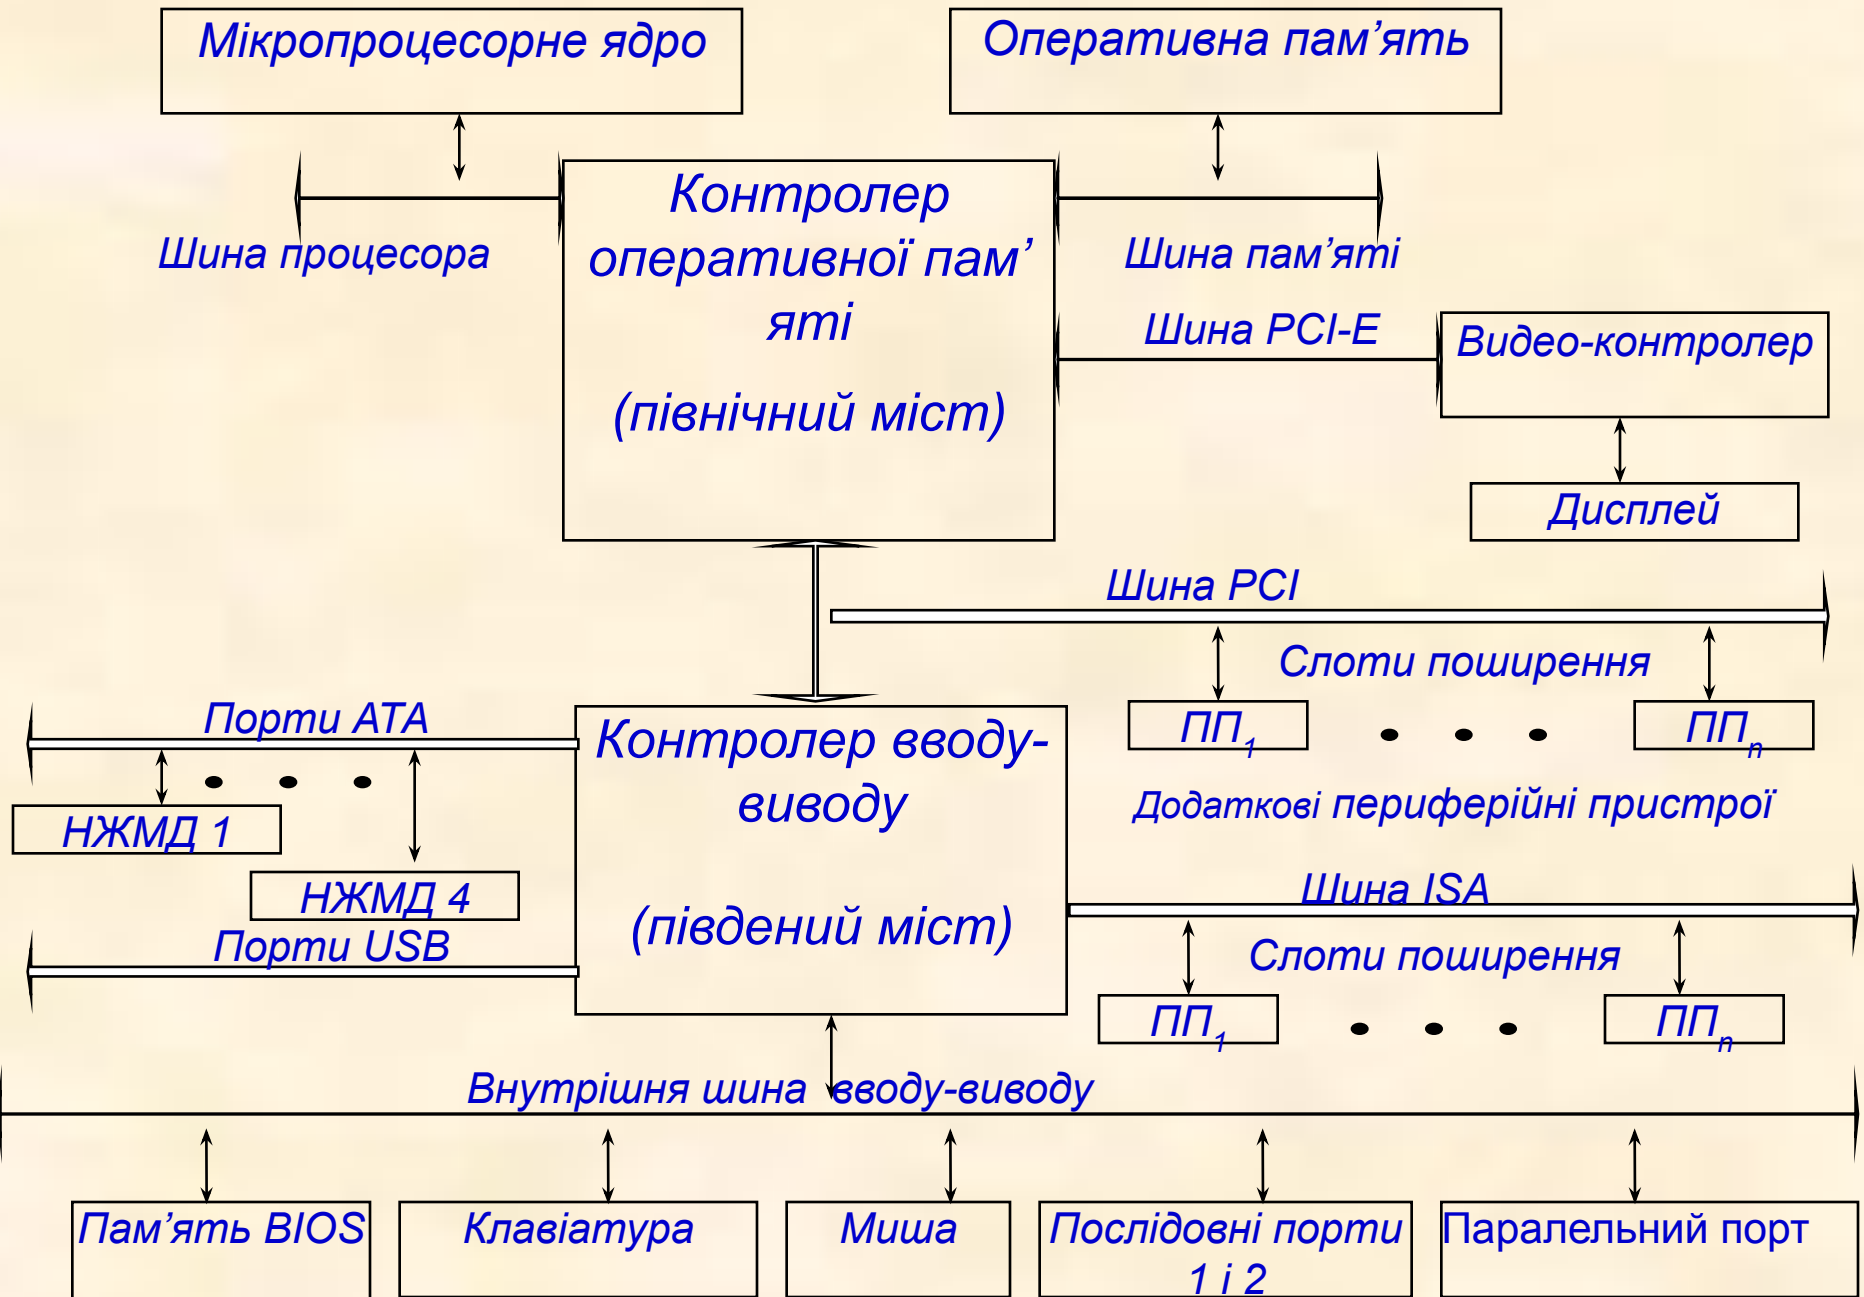 Мікропроцесорне ядро
Оперативна пам’ять
Контролер
оперативної пам’
яті
(північний міст)
Шина процесора
Шина пам’яті
Шина PCI-E
Видео-контролер
Дисплей
Шина PCI
Слоти поширення
ПП1
ППn
Додаткові периферійні пристрої
Порти АТА
НЖМД 1
НЖМД 4
Порти USB
Контролер вводу-
виводу
(південий міст)
Шина ISA
Слоти поширення
ПП1
ППn
Внутрішня шина вводу-виводу
Пам’ять BIOS
Клавіатура
Миша
Послідовні порти
1 і 2
Паралельний порт